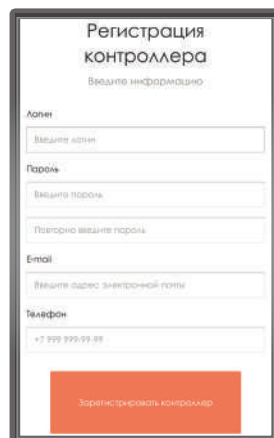 Регистрация
контроллера
Введите информацию
Логин
Введите логин
Пароль
Введите пароль
Повторно введите пароль
E-mail
Введите адрес электронной почты
Телефон
+7 999 999-99-99
Зарегистрировать контроллер